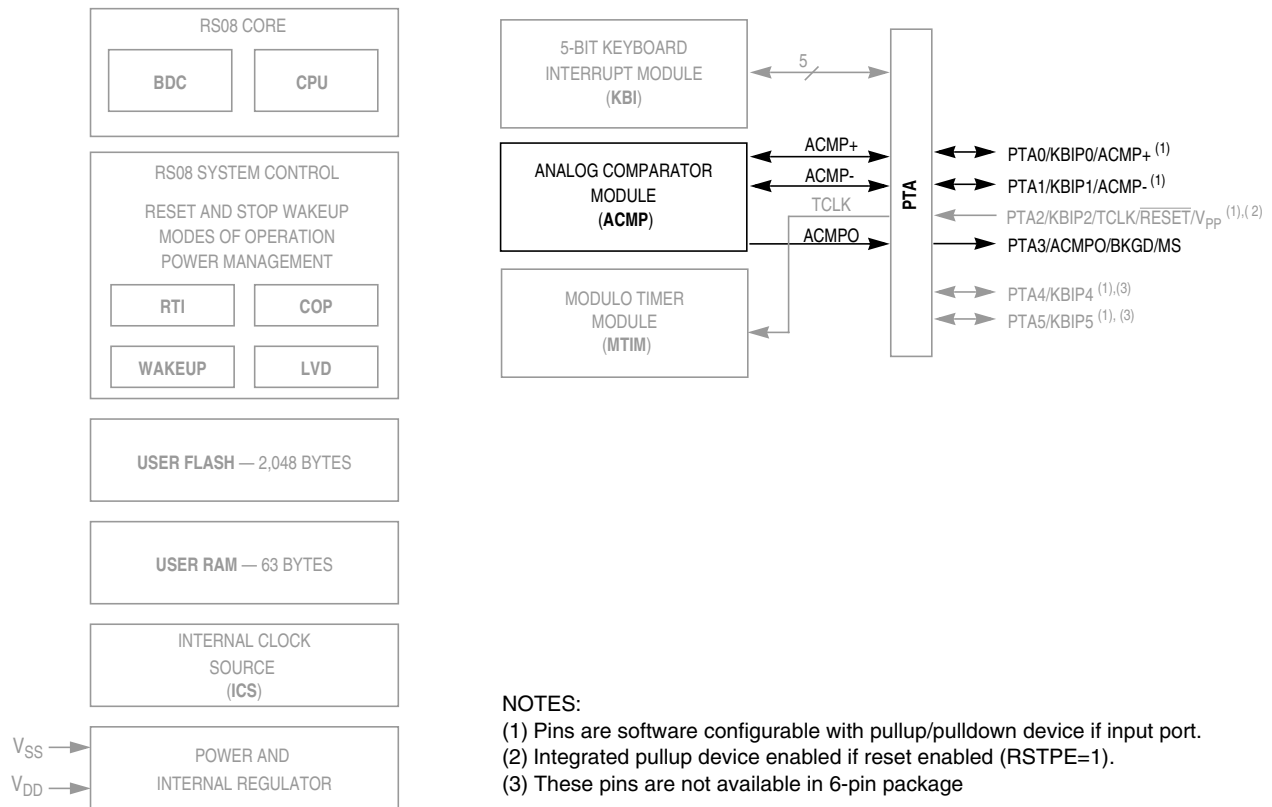 RS08 CORE
BDC
CPU
RS08 SYSTEM CONTROL
RESET AND STOP WAKEUP
MODES OF OPERATION
POWER MANAGEMENT
RTI
COP
WAKEUP
LVD
USER FLASH — 2,048 BYTES
USER RAM — 63 BYTES
INTERNAL CLOCK
SOURCE
(ICS)
VSS
VDD
POWER AND
INTERNAL REGULATOR
5-BIT KEYBOARD
INTERRUPT MODULE
(KBI)
5
ANALOG COMPARATOR
MODULE
(ACMP)
ACMP+
ACMP-
TCLK
ACMPO
MODULO TIMER
MODULE
(MTIM)
PTA
PTA0/KBIP0/ACMP+ (1)
PTA1/KBIP1/ACMP- (1)
PTA2/KBIP2/TCLK/RESET/VPP (1),( 2)
PTA3/ACMPO/BKGD/MS
PTA4/KBIP4 (1),(3)
PTA5/KBIP5 (1), (3)
NOTES:
(1) Pins are software configurable with pullup/pulldown device if input port.
(2) Integrated pullup device enabled if reset enabled (RSTPE=1).
(3) These pins are not available in 6-pin package